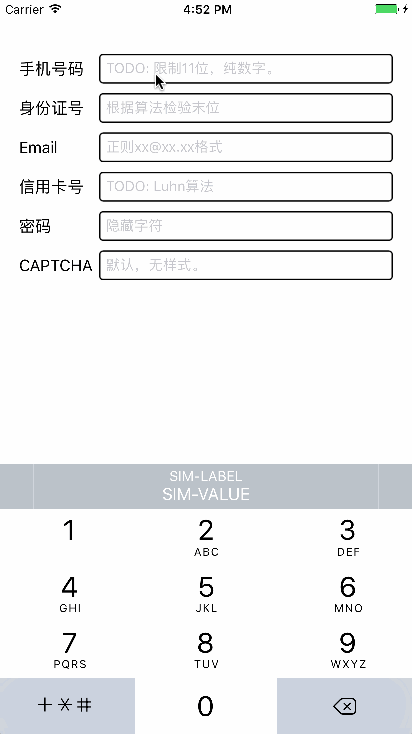 Carrier 4:52 PM
手机号码 TODO: 限制11位，纯数字。
身份证号 根据算法检验末位
Email 正则xx@xx.xx格式
信用卡号 TODO: Luhn算法
密码 隐藏字符
CAPTCHA 默认，无样式。
SIM-LABEL
SIM-VALUE
1 2 3
ABC DEF
4 5 6
GHI JKL MNO
7 8 9
PQRS TUV WXYZ
+ * # 0